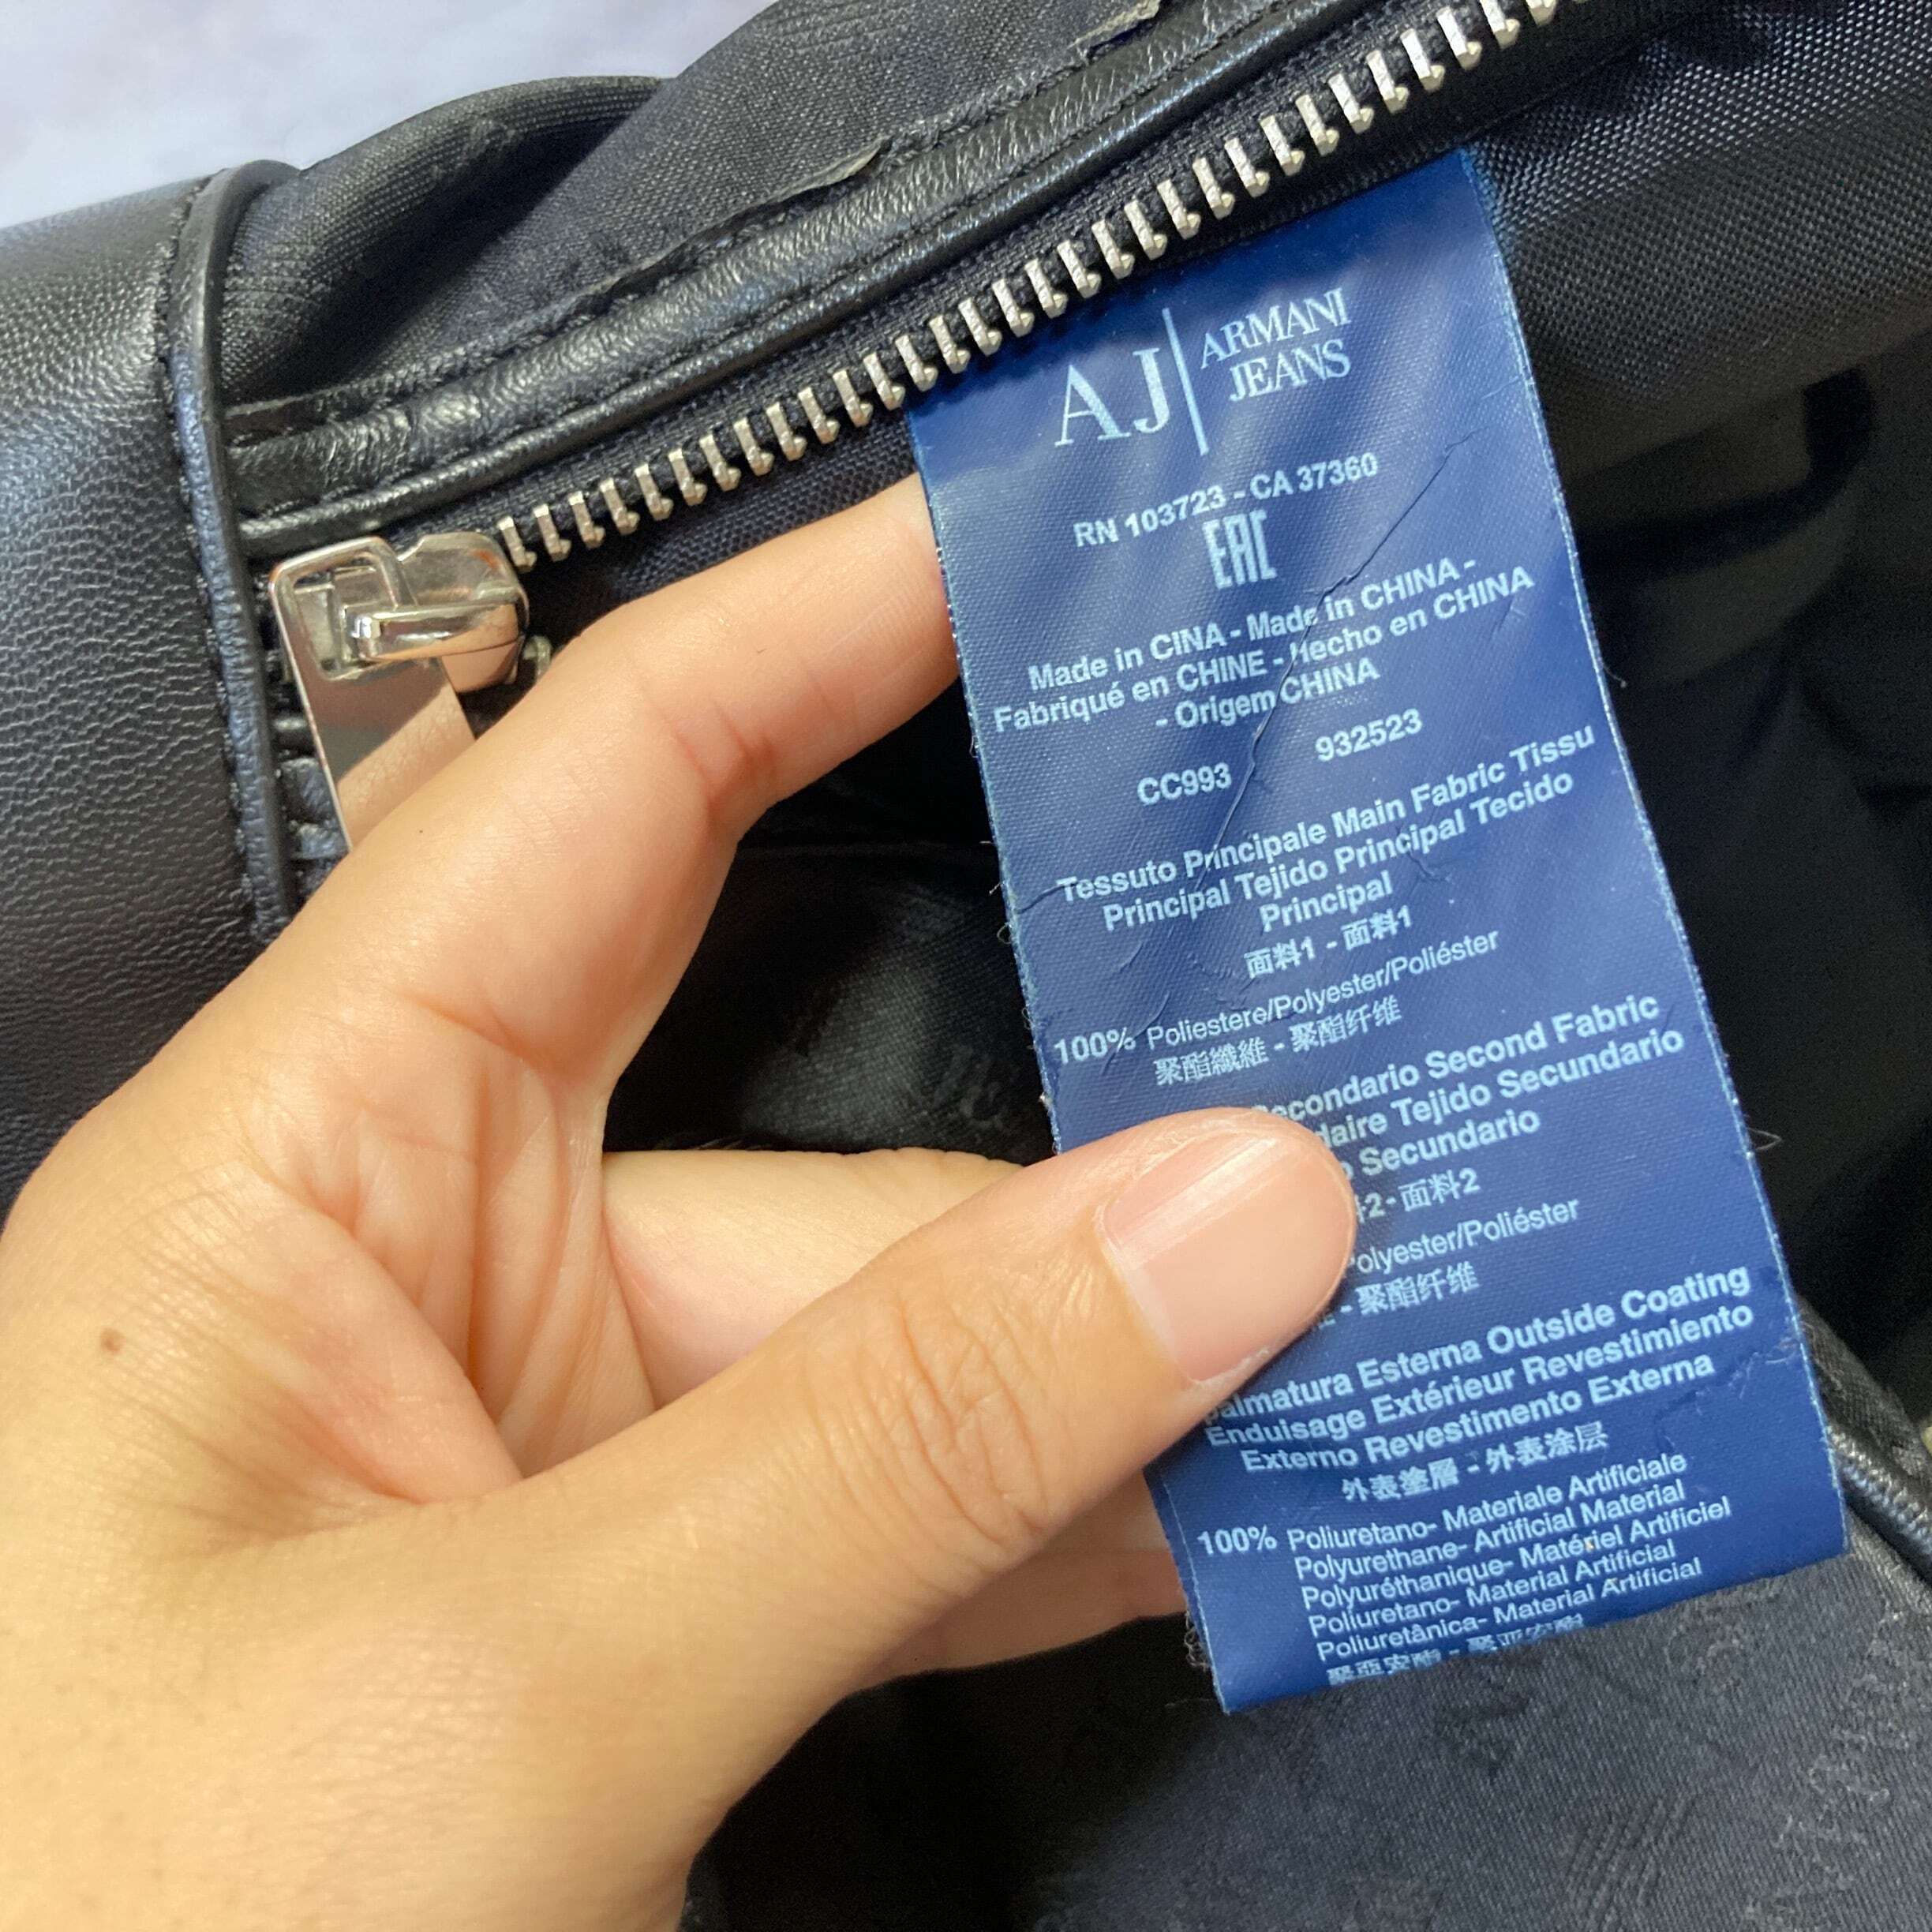 AJ ARMANI
JEANS
RN 103723 - CA 37360
EAC
Made in CINA - Made in CHINA -
Fabriqué en CHINE - Hecho en CHINA
- Origem CHINA
CC993 932523
Tessuto Principale Main Fabric Tissu
Principal Tejido Principal Tecido
Principal
面料1 - 面料1
100% Poliestere/Polyester/Poliéster
聚酯纖維 - 聚酯纤维
Second Fabric
Tejido Secundario
Secundario
2 - 面料2
/Poliéster
- 聚酯纤维
Esterna Outside Coating
Enduisage Extérieur Revestimiento
Externo Revestimento Externa
外表塗層 - 外表涂层
100% Poliuretano- Materiale Artificiale
Polyurethane- Artificial Material
Polyuréthanique- Matériel Artificiel
Poliuretano- Material Artificial
Poliuretânica- Material Artificial